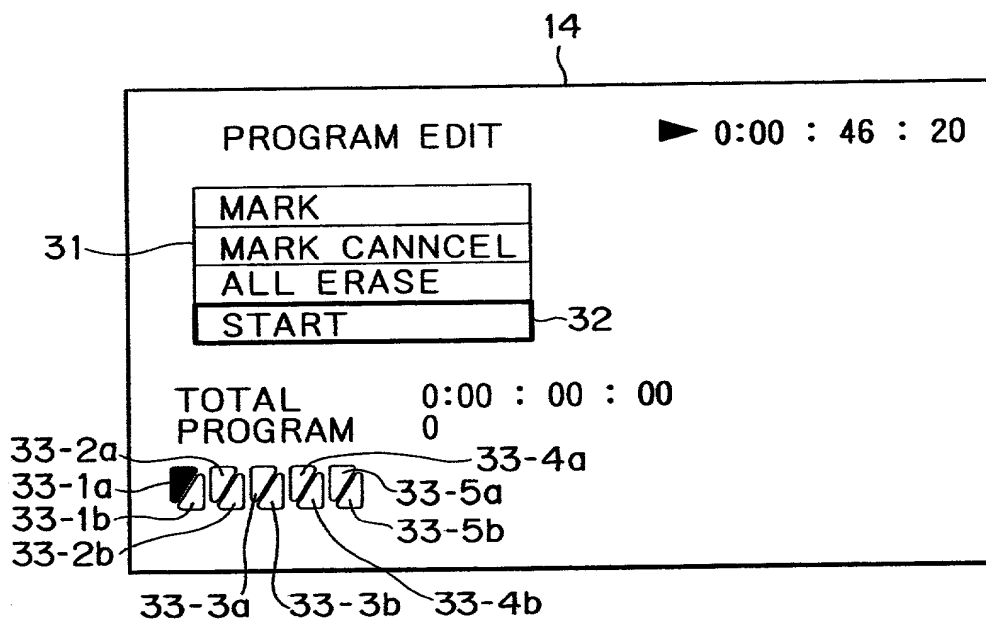 14
PROGRAM EDIT ► 0:00 : 46 : 20
MARK
31
MARK CANNCEL
ALL ERASE
START
32
TOTAL 0:00 : 00 : 00
PROGRAM 0
33-2a
33-4a
33-1a
33-5a
33-1b
33-5b
33-2b
33-3a 33-3b 33-4b